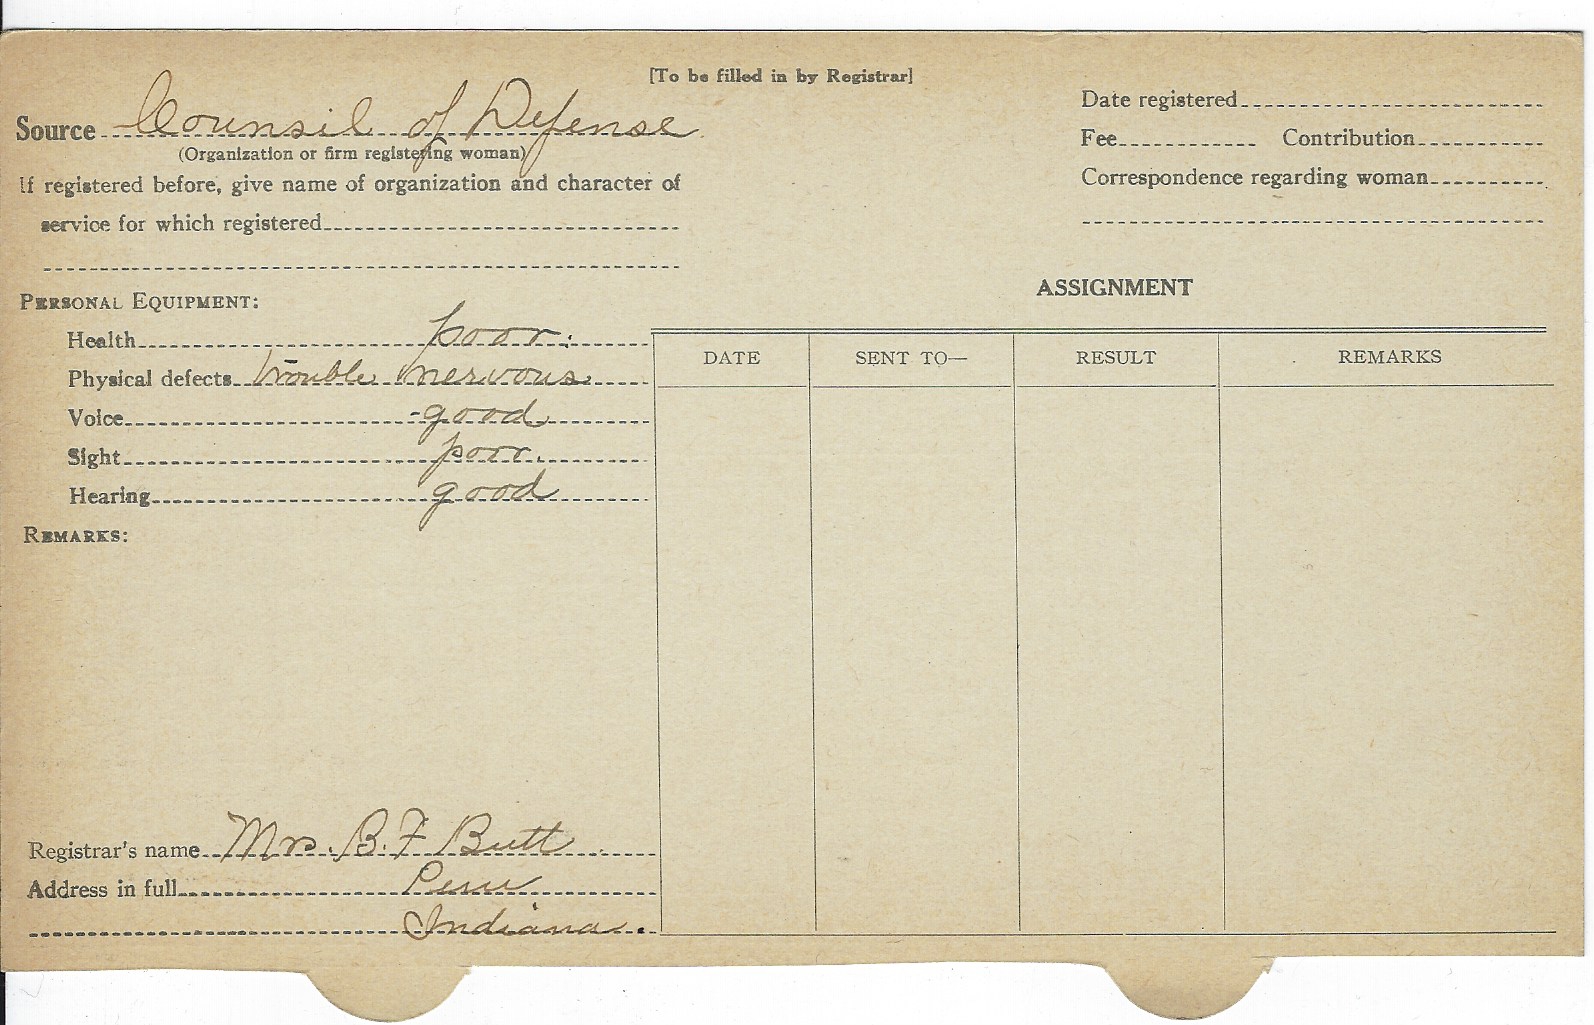 [To be filled in by Registrar]
Source Counsil of Defense
(Organization or firm registering woman)
If registered before, give name of organization and character of
service for which registered
Date registered
Fee Contribution
Correspondence regarding woman
PERSONAL EQUIPMENT:
Health poor.
Physical defects trouble nervous.
Voice good
Sight poor.
Hearing good
REMARKS:
Registrar's name Mrs. B. F Butt
Address in full Peru
Indiana.
ASSIGNMENT
DATE SENT TO— RESULT REMARKS